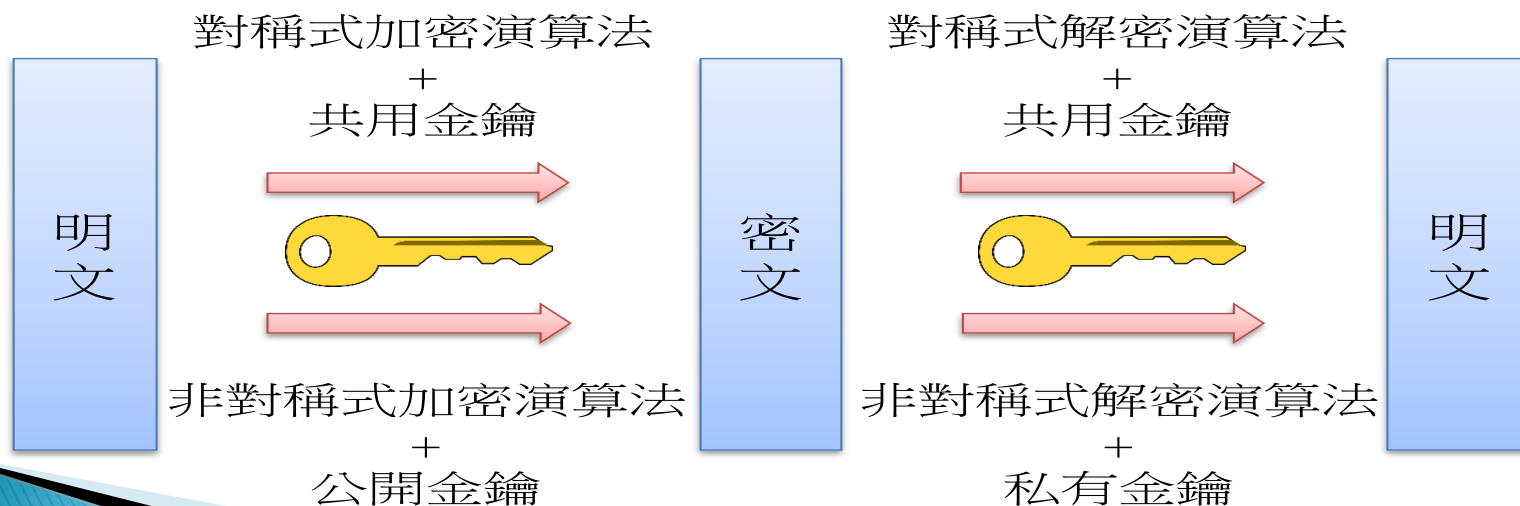 對稱式加密演算法
+
共用金鑰
對稱式解密演算法
+
共用金鑰
明
文
密
文
明
文
非對稱式加密演算法
+
公開金鑰
非對稱式解密演算法
+
私有金鑰